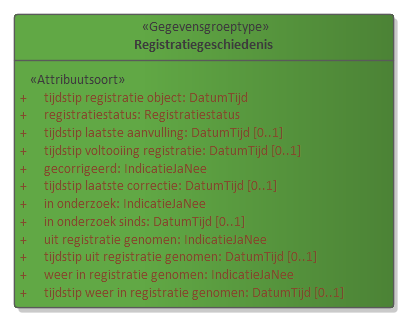 «Gegevensgroeptype»
Registratiegeschiedenis
«Attribuutsoort»
+ tijdstip registratie object: DatumTijd
+ registratiestatus: Registratiestatus
+ tijdstip laatste aanvulling: DatumTijd [0..1]
+ tijdstip voltooiing registratie: DatumTijd [0..1]
+ gecorrigeerd: IndicatieJaNee
+ tijdstip laatste correctie: DatumTijd [0..1]
+ in onderzoek: IndicatieJaNee
+ in onderzoek sinds: DatumTijd [0..1]
+ uit registratie genomen: IndicatieJaNee
+ tijdstip uit registratie genomen: DatumTijd [0..1]
+ weer in registratie genomen: IndicatieJaNee
+ tijdstip weer in registratie genomen: DatumTijd [0..1]